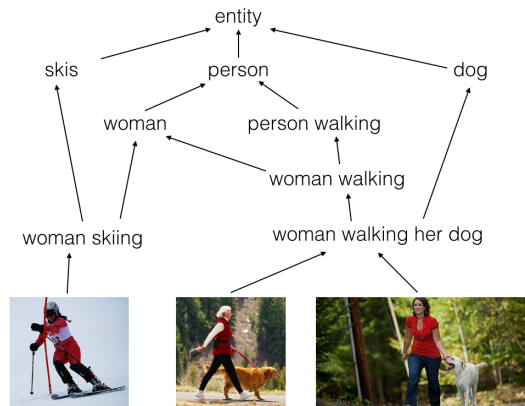 entity
skis
person
dog
woman
person walking
woman walking
woman skiing
woman walking her dog